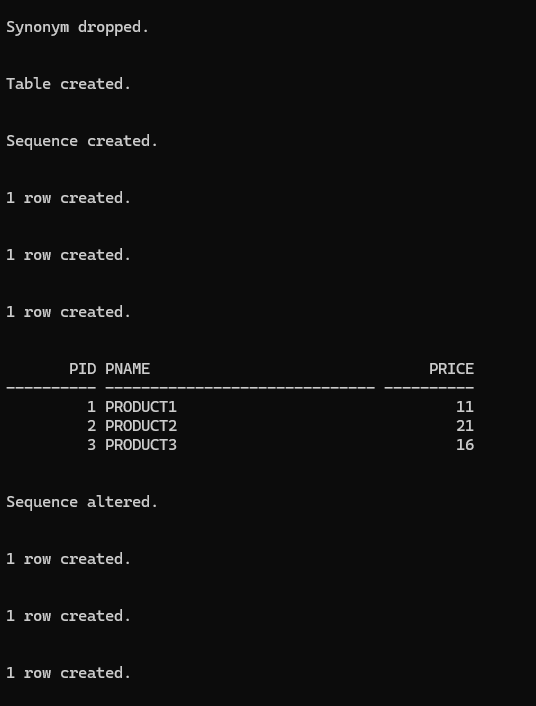 Synonym dropped.
Table created.
Sequence created.
1 row created.
1 row created.
1 row created.
       PID PNAME                               PRICE
---------- ------------------------------ ----------
         1 PRODUCT1                               11
         2 PRODUCT2                               21
         3 PRODUCT3                               16
Sequence altered.
1 row created.
1 row created.
1 row created.